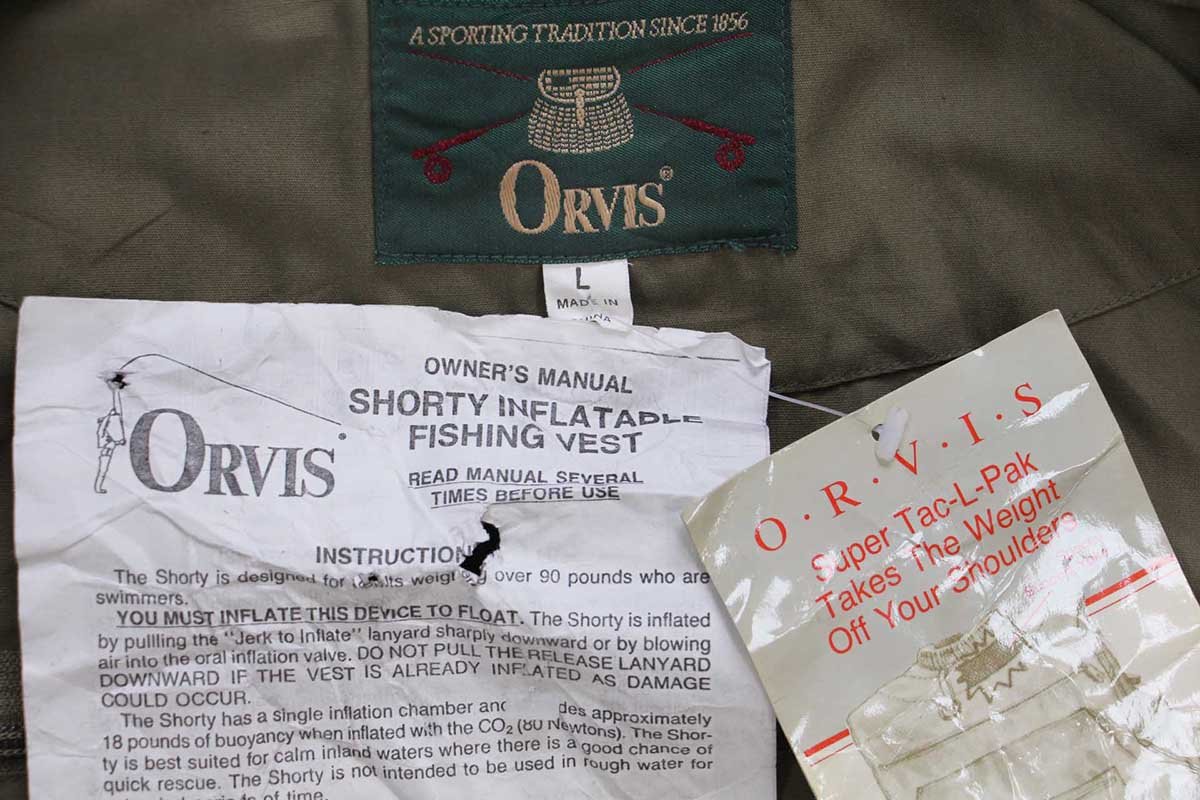 A SPORTING TRADITION SINCE 1856
ORVIS®
L
MADE IN
ORVIS
OWNER'S MANUAL
SHORTY INFLATABLE
FISHING VEST
READ MANUAL SEVERAL
TIMES BEFORE USE
INSTRUCTION
The Shorty is designed for weig over 90 pounds who are
swimmers.
YOU MUST INFLATE THIS DEVICE TO FLOAT. The Shorty is inflated
by pullling the "Jerk to Inflate" lanyard sharply downward or by blowing
air into the oral inflation valve. DO NOT PULL THE RELEASE LANYARD
DOWNWARD IF THE VEST IS ALREADY INFLATED AS DAMAGE
COULD OCCUR.
The Shorty has a single inflation chamber and des approximately
18 pounds of buoyancy when inflated with the CO₂ (80 Newtons). The Shor-
ty is best suited for calm inland waters where there is a good chance of
quick rescue. The Shorty is not intended to be used in rough water for
of time.
O·R·V·I·S
Super Tac-L-Pak
Takes The Weight
Off Your Shoulders